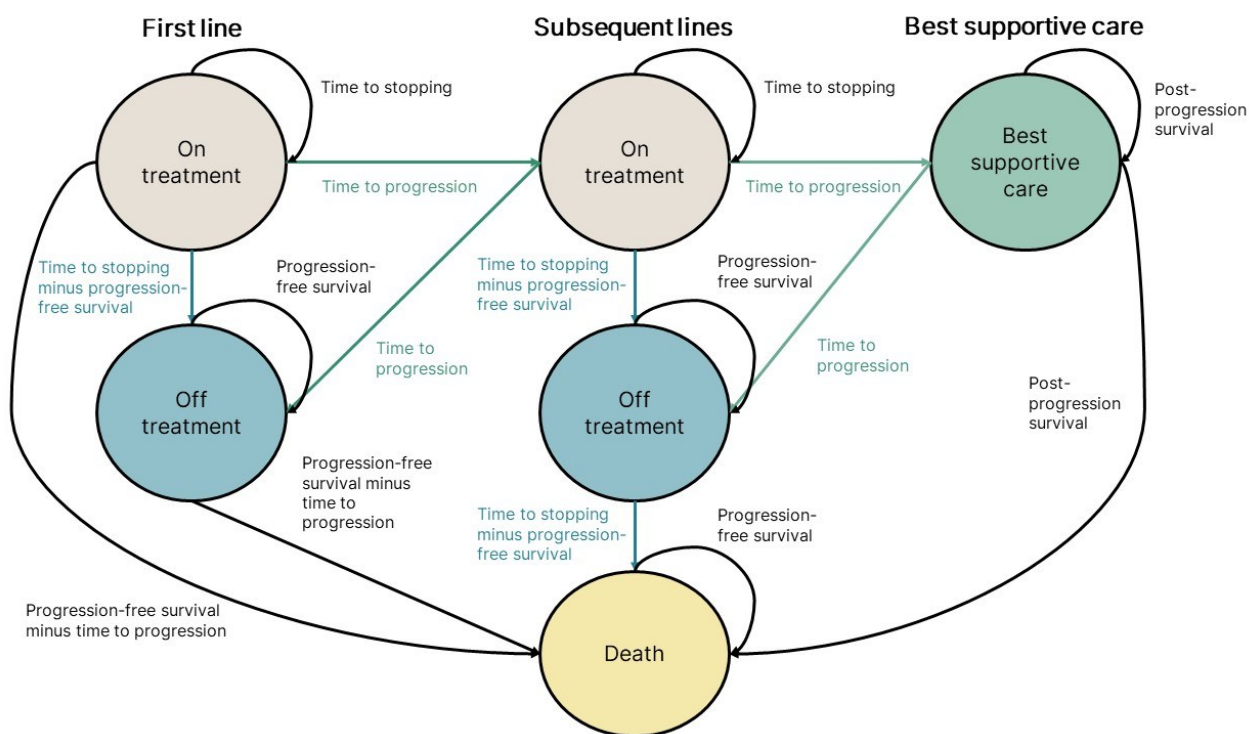 First line
Subsequent lines
Best supportive care
Time to stopping
Time to stopping
Post-
progression
survival
On
treatment
On
treatment
Best
supportive
care
Time to progression
Time to progression
Time to stopping
minus progression-
free survival
Progression-
free survival
Time to stopping
minus progression-
free survival
Progression-
free survival
Time to
progression
Time to
progression
Off
treatment
Off
treatment
Post-
progression
survival
Progression-free
survival minus
time to
progression
Time to stopping
minus progression-
free survival
Progression-
free survival
Progression-free survival
minus time to progression
Death